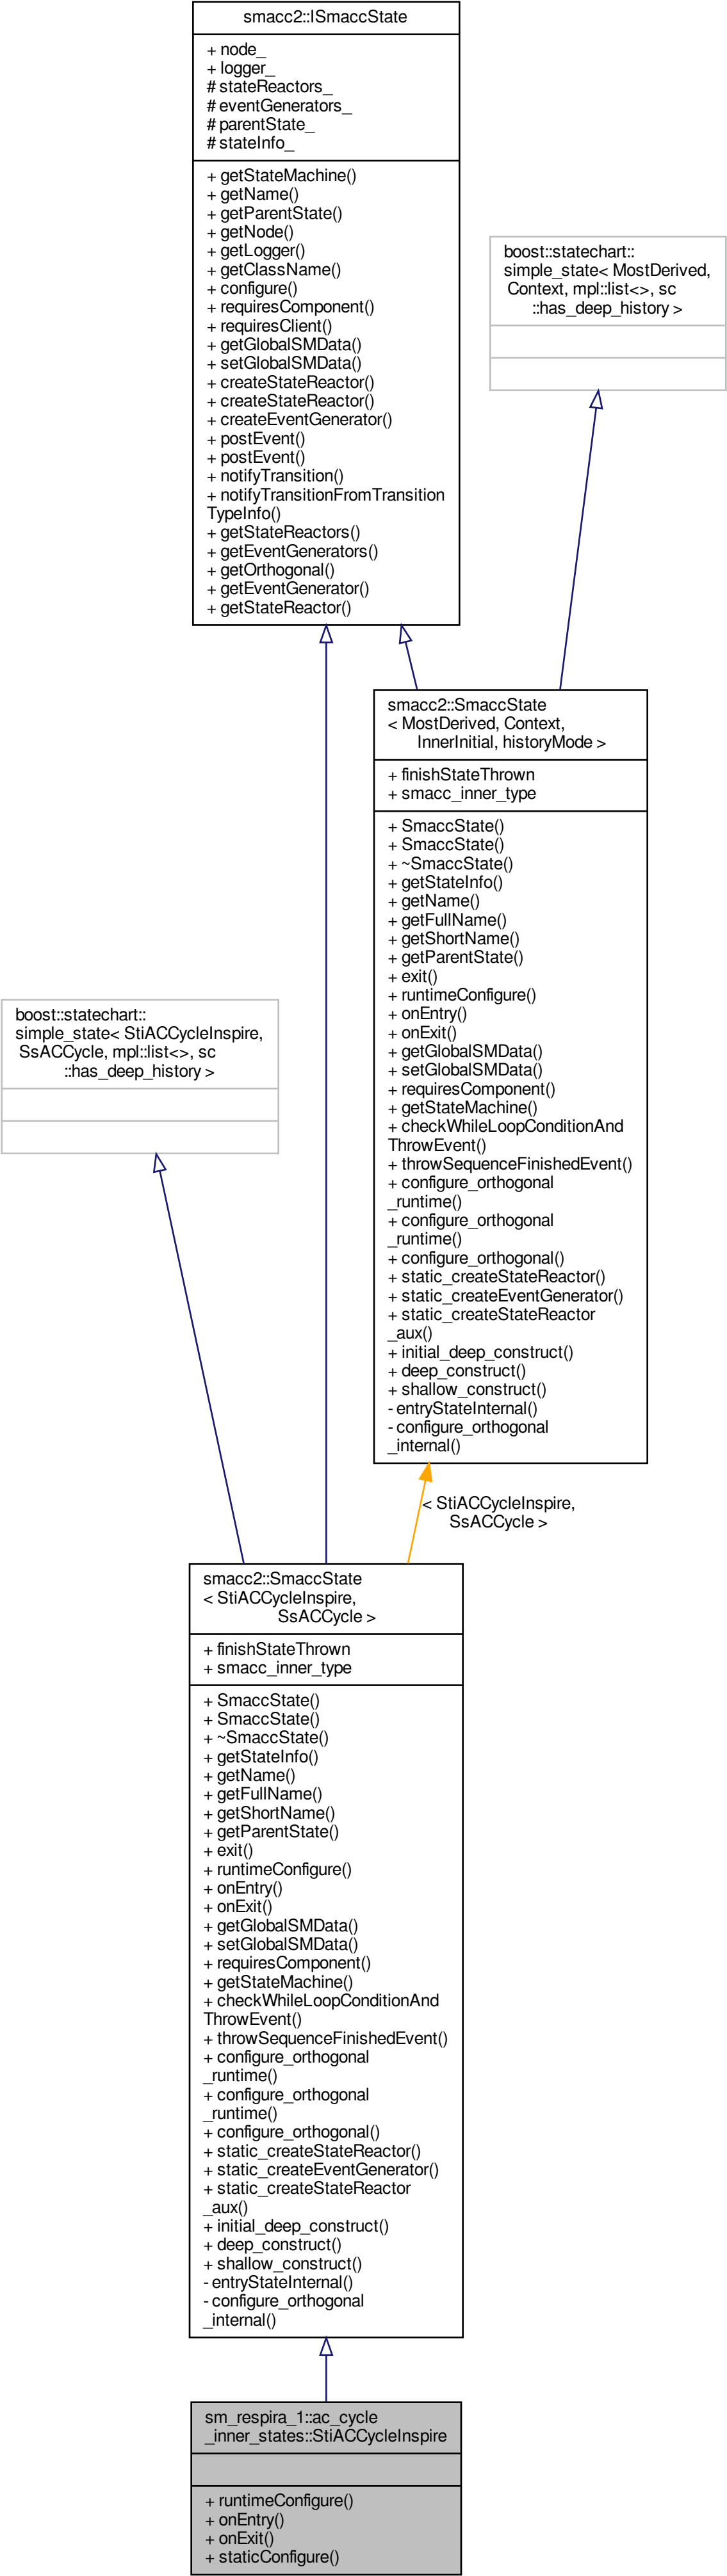 smacc2::ISmaccState
+ node_
+ logger_
# stateReactors_
# eventGenerators_
# parentState_
# stateInfo_
+ getStateMachine()
+ getName()
+ getParentState()
+ getNode()
+ getLogger()
+ getClassName()
+ configure()
+ requiresComponent()
+ requiresClient()
+ getGlobalSMData()
+ setGlobalSMData()
+ createStateReactor()
+ createStateReactor()
+ createEventGenerator()
+ postEvent()
+ postEvent()
+ notifyTransition()
+ notifyTransitionFromTransition
TypeInfo()
+ getStateReactors()
+ getEventGenerators()
+ getOrthogonal()
+ getEventGenerator()
+ getStateReactor()
boost::statechart::
simple_state< MostDerived,
Context, mpl::list<>, sc
::has_deep_history >
smacc2::SmaccState
< MostDerived, Context,
InnerInitial, historyMode >
+ finishStateThrown
+ smacc_inner_type
+ SmaccState()
+ SmaccState()
+ ~SmaccState()
+ getStateInfo()
+ getName()
+ getFullName()
+ getShortName()
+ getParentState()
+ exit()
+ runtimeConfigure()
+ onEntry()
+ onExit()
+ getGlobalSMData()
+ setGlobalSMData()
+ requiresComponent()
+ getStateMachine()
+ checkWhileLoopConditionAnd
ThrowEvent()
+ throwSequenceFinishedEvent()
+ configure_orthogonal
_runtime()
+ configure_orthogonal
_runtime()
+ configure_orthogonal()
+ static_createStateReactor()
+ static_createEventGenerator()
+ static_createStateReactor
_aux()
+ initial_deep_construct()
+ deep_construct()
+ shallow_construct()
- entryStateInternal()
- configure_orthogonal
_internal()
boost::statechart::
simple_state< StiACCycleInspire,
SsACCycle, mpl::list<>, sc
::has_deep_history >
< StiACCycleInspire,
SsACCycle >
smacc2::SmaccState
< StiACCycleInspire,
SsACCycle >
+ finishStateThrown
+ smacc_inner_type
+ SmaccState()
+ SmaccState()
+ ~SmaccState()
+ getStateInfo()
+ getName()
+ getFullName()
+ getShortName()
+ getParentState()
+ exit()
+ runtimeConfigure()
+ onEntry()
+ onExit()
+ getGlobalSMData()
+ setGlobalSMData()
+ requiresComponent()
+ getStateMachine()
+ checkWhileLoopConditionAnd
ThrowEvent()
+ throwSequenceFinishedEvent()
+ configure_orthogonal
_runtime()
+ configure_orthogonal
_runtime()
+ configure_orthogonal()
+ static_createStateReactor()
+ static_createEventGenerator()
+ static_createStateReactor
_aux()
+ initial_deep_construct()
+ deep_construct()
+ shallow_construct()
- entryStateInternal()
- configure_orthogonal
_internal()
sm_respira_1::ac_cycle
_inner_states::StiACCycleInspire
+ runtimeConfigure()
+ onEntry()
+ onExit()
+ staticConfigure()